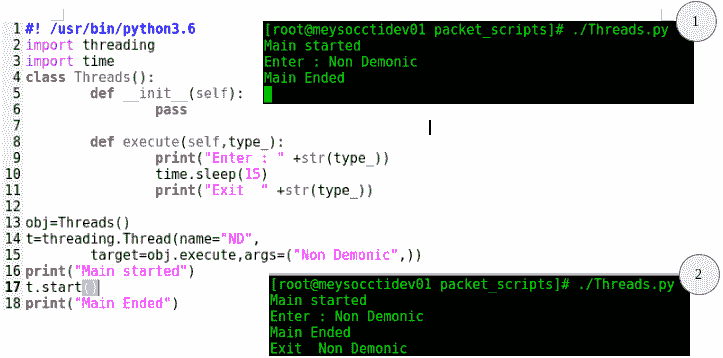 1 #! /usr/bin/python3.6
2 import threading
3 import time
4 class Threads():
5 def __init__(self):
6 pass
7
8 def execute(self,type_):
9 print("Enter : " +str(type_))
10 time.sleep(15)
11 print("Exit  " +str(type_))
12
13 obj=Threads()
14 t=threading.Thread(name="ND",
15 target=obj.execute,args=("Non Demonic",))
16 print("Main started")
17 t.start()
18 print("Main Ended")
1
[root@meysocctidev01 packet_scripts]# ./Threads.py
Main started
Enter : Non Demonic
Main Ended
2
[root@meysocctidev01 packet_scripts]# ./Threads.py
Main started
Enter : Non Demonic
Main Ended
Exit  Non Demonic